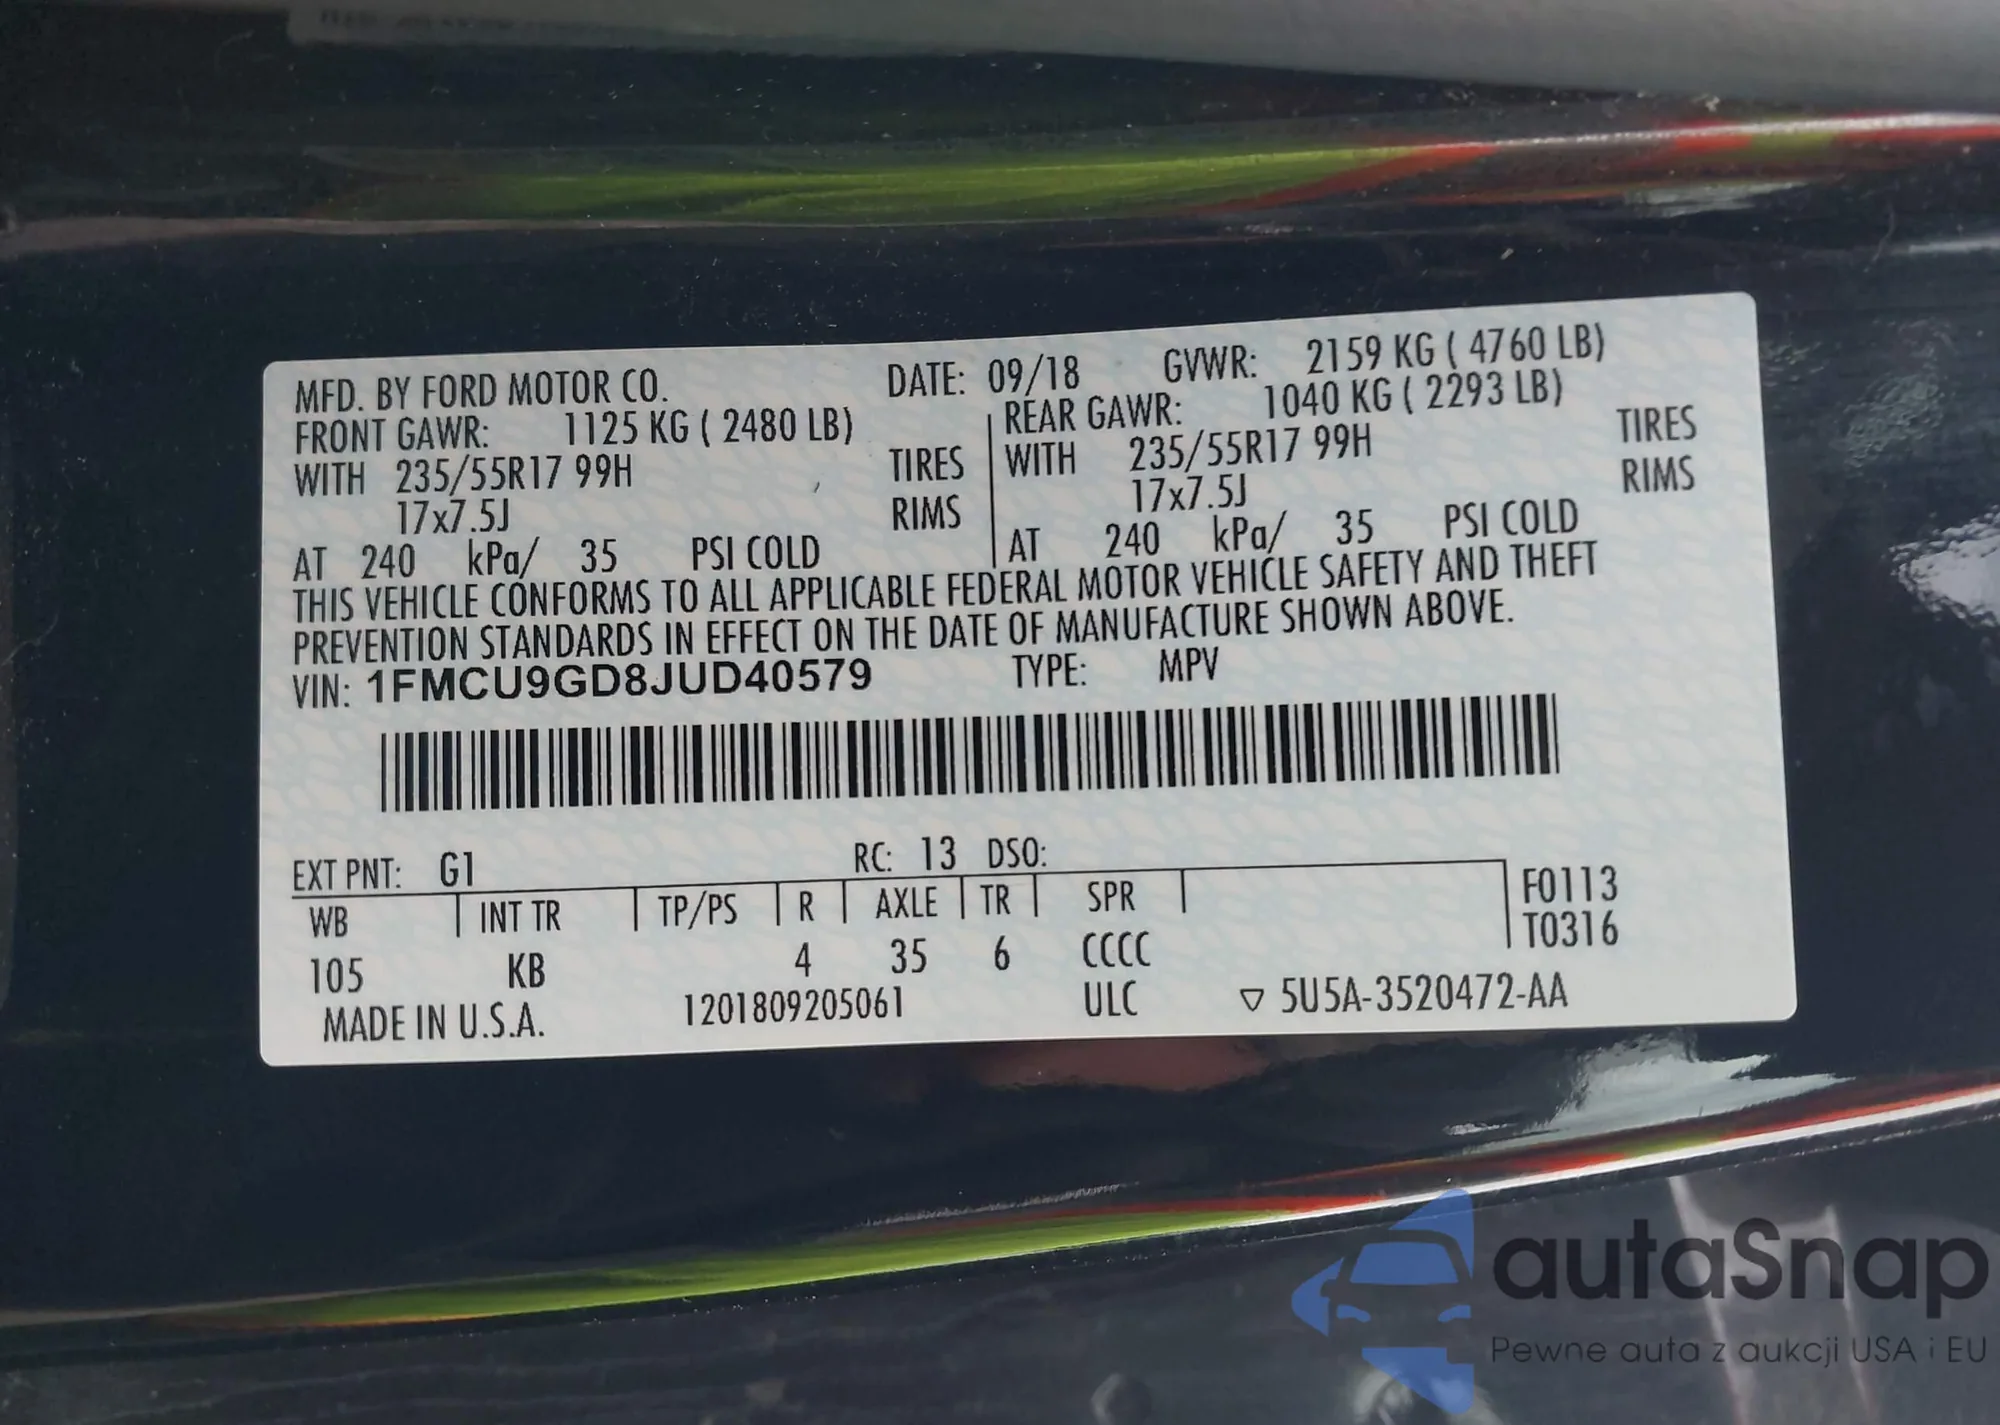 MFD. BY FORD MOTOR CO. DATE: 09/18 GVWR: 2159 KG ( 4760 LB)
FRONT GAWR: 1125 KG ( 2480 LB) REAR GAWR: 1040 KG ( 2293 LB)
WITH 235/55R17 99H TIRES WITH 235/55R17 99H TIRES
17x7.5J RIMS 17x7.5J RIMS
AT 240 kPa/ 35 PSI COLD AT 240 kPa/ 35 PSI COLD
THIS VEHICLE CONFORMS TO ALL APPLICABLE FEDERAL MOTOR VEHICLE SAFETY AND THEFT
PREVENTION STANDARDS IN EFFECT ON THE DATE OF MANUFACTURE SHOWN ABOVE.
VIN: 1FMCU9GD8JUD40579 TYPE: MPV
EXT PNT: G1 RC: 13 DSO:
WB INT TR TP/PS R AXLE TR SPR F0113
T0316
105 KB 4 35 6 CCCC
MADE IN U.S.A. 1201809205061 ULC ▽ 5U5A-3520472-AA
autaSnap
Pewne auta z aukcji USA i EU